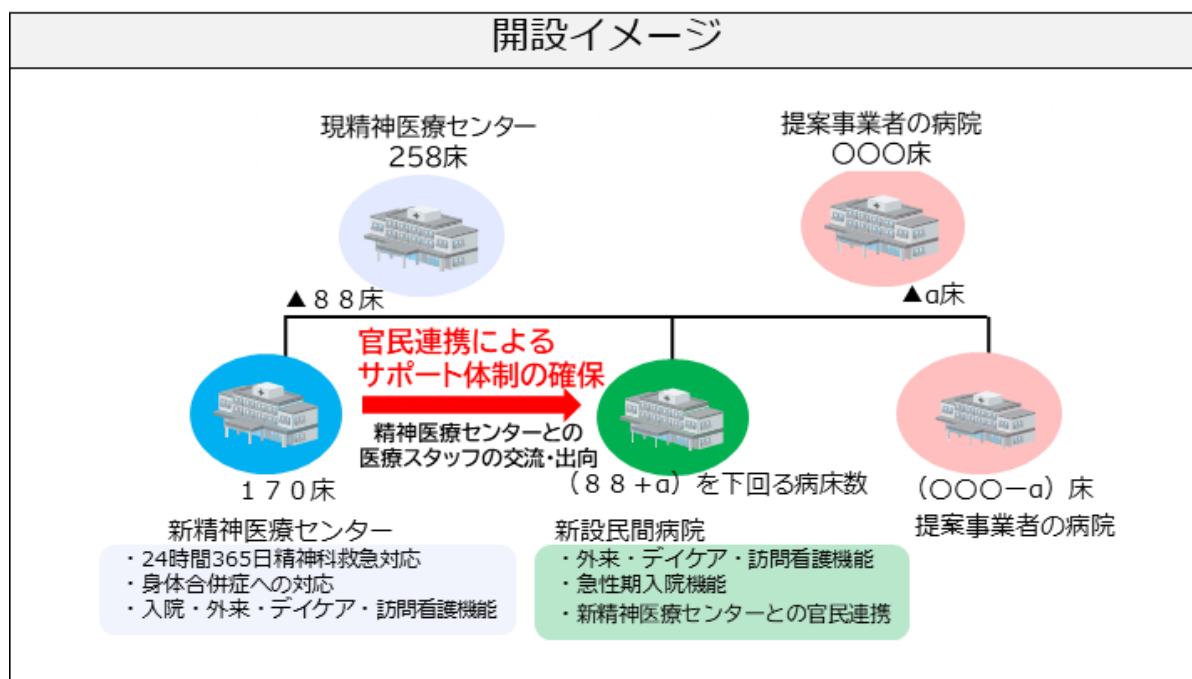 開設イメージ
現精神医療センター
258床
提案事業者の病院
〇〇〇床
▲８８床
▲a床
官民連携による
サポート体制の確保
精神医療センターとの
医療スタッフの交流・出向
１７０床
（８８＋a）を下回る病床数
（〇〇〇－a）床
新精神医療センター
・24時間365日精神科救急対応
・身体合併症への対応
・入院・外来・デイケア・訪問看護機能
新設民間病院
・外来・デイケア・訪問看護機能
・急性期入院機能
・新精神医療センターとの官民連携
提案事業者の病院